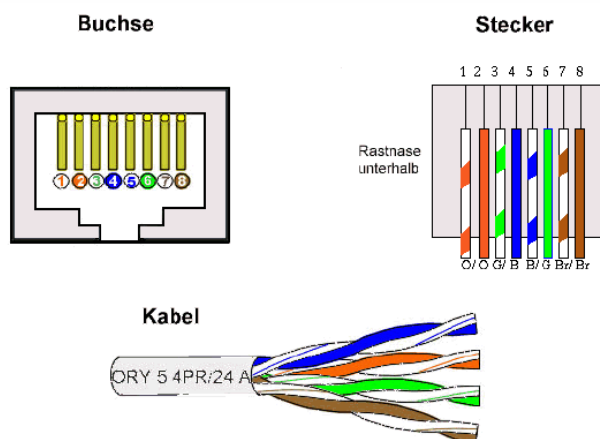 Buchse
Stecker
1 2 3 4 5 6 7 8
Rastnase
unterhalb
1 2 3 4 5 6 7 8
O/ O G/ B B/ G Br/ Br
Kabel
ORY 5 4PR/24 A